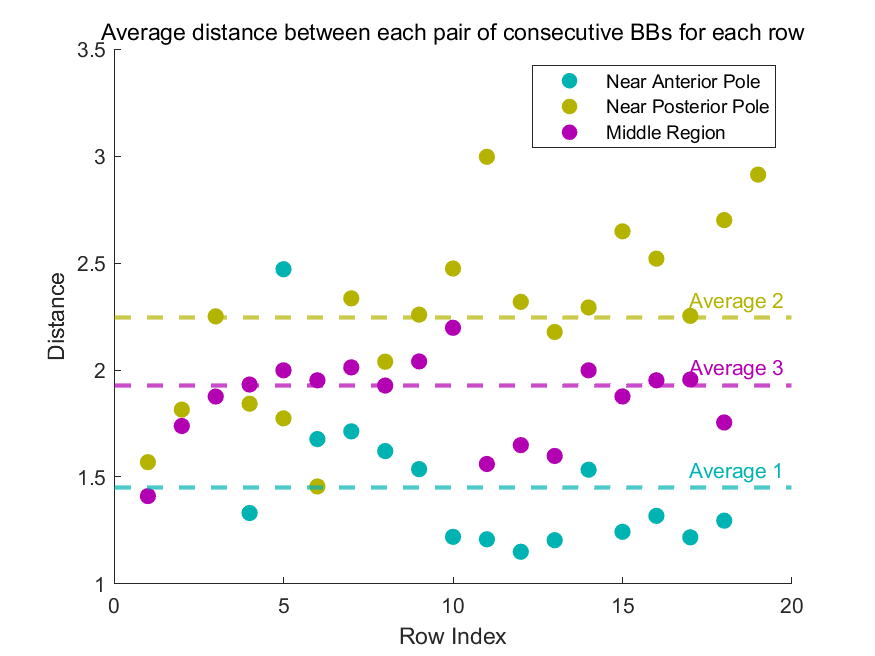 Average distance between each pair of consecutive BBs for each row
3.5
3
2.5
2
1.5
1
Distance
Near Anterior Pole
Near Posterior Pole
Middle Region
Average 2
Average 3
Average 1
0
5
10
15
20
Row Index